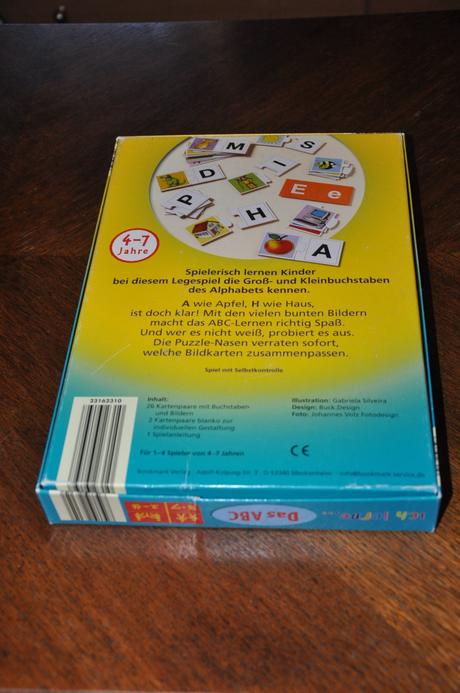 M
S
I
D
E e
P
H
A
4-7
Jahre
Spielerisch lernen Kinder
bei diesem Legespiel die Groß- und Kleinbuchstaben
des Alphabets kennen.
A wie Apfel, H wie Haus,
ist doch klar! Mit den vielen bunten Bildern
macht das ABC-Lernen richtig Spaß.
Und wer es nicht weiß, probiert es aus.
Die Puzzle-Nasen verraten sofort,
welche Bildkarten zusammenpassen.
Spiel mit Selbstkontrolle
23163310
Inhalt:
26 Kartenpaare mit Buchstaben
und Bildern
2 Kartenpaare blanko zur
individuellen Gestaltung
1 Spielanleitung
Illustration: Gabriela Silveira
Design: Buck Design
Foto: Johannes Volz Fotodesign
Für 1-4 Spieler von 4-7 Jahren
CE
Bookmark
ich lerne...
Das ABC